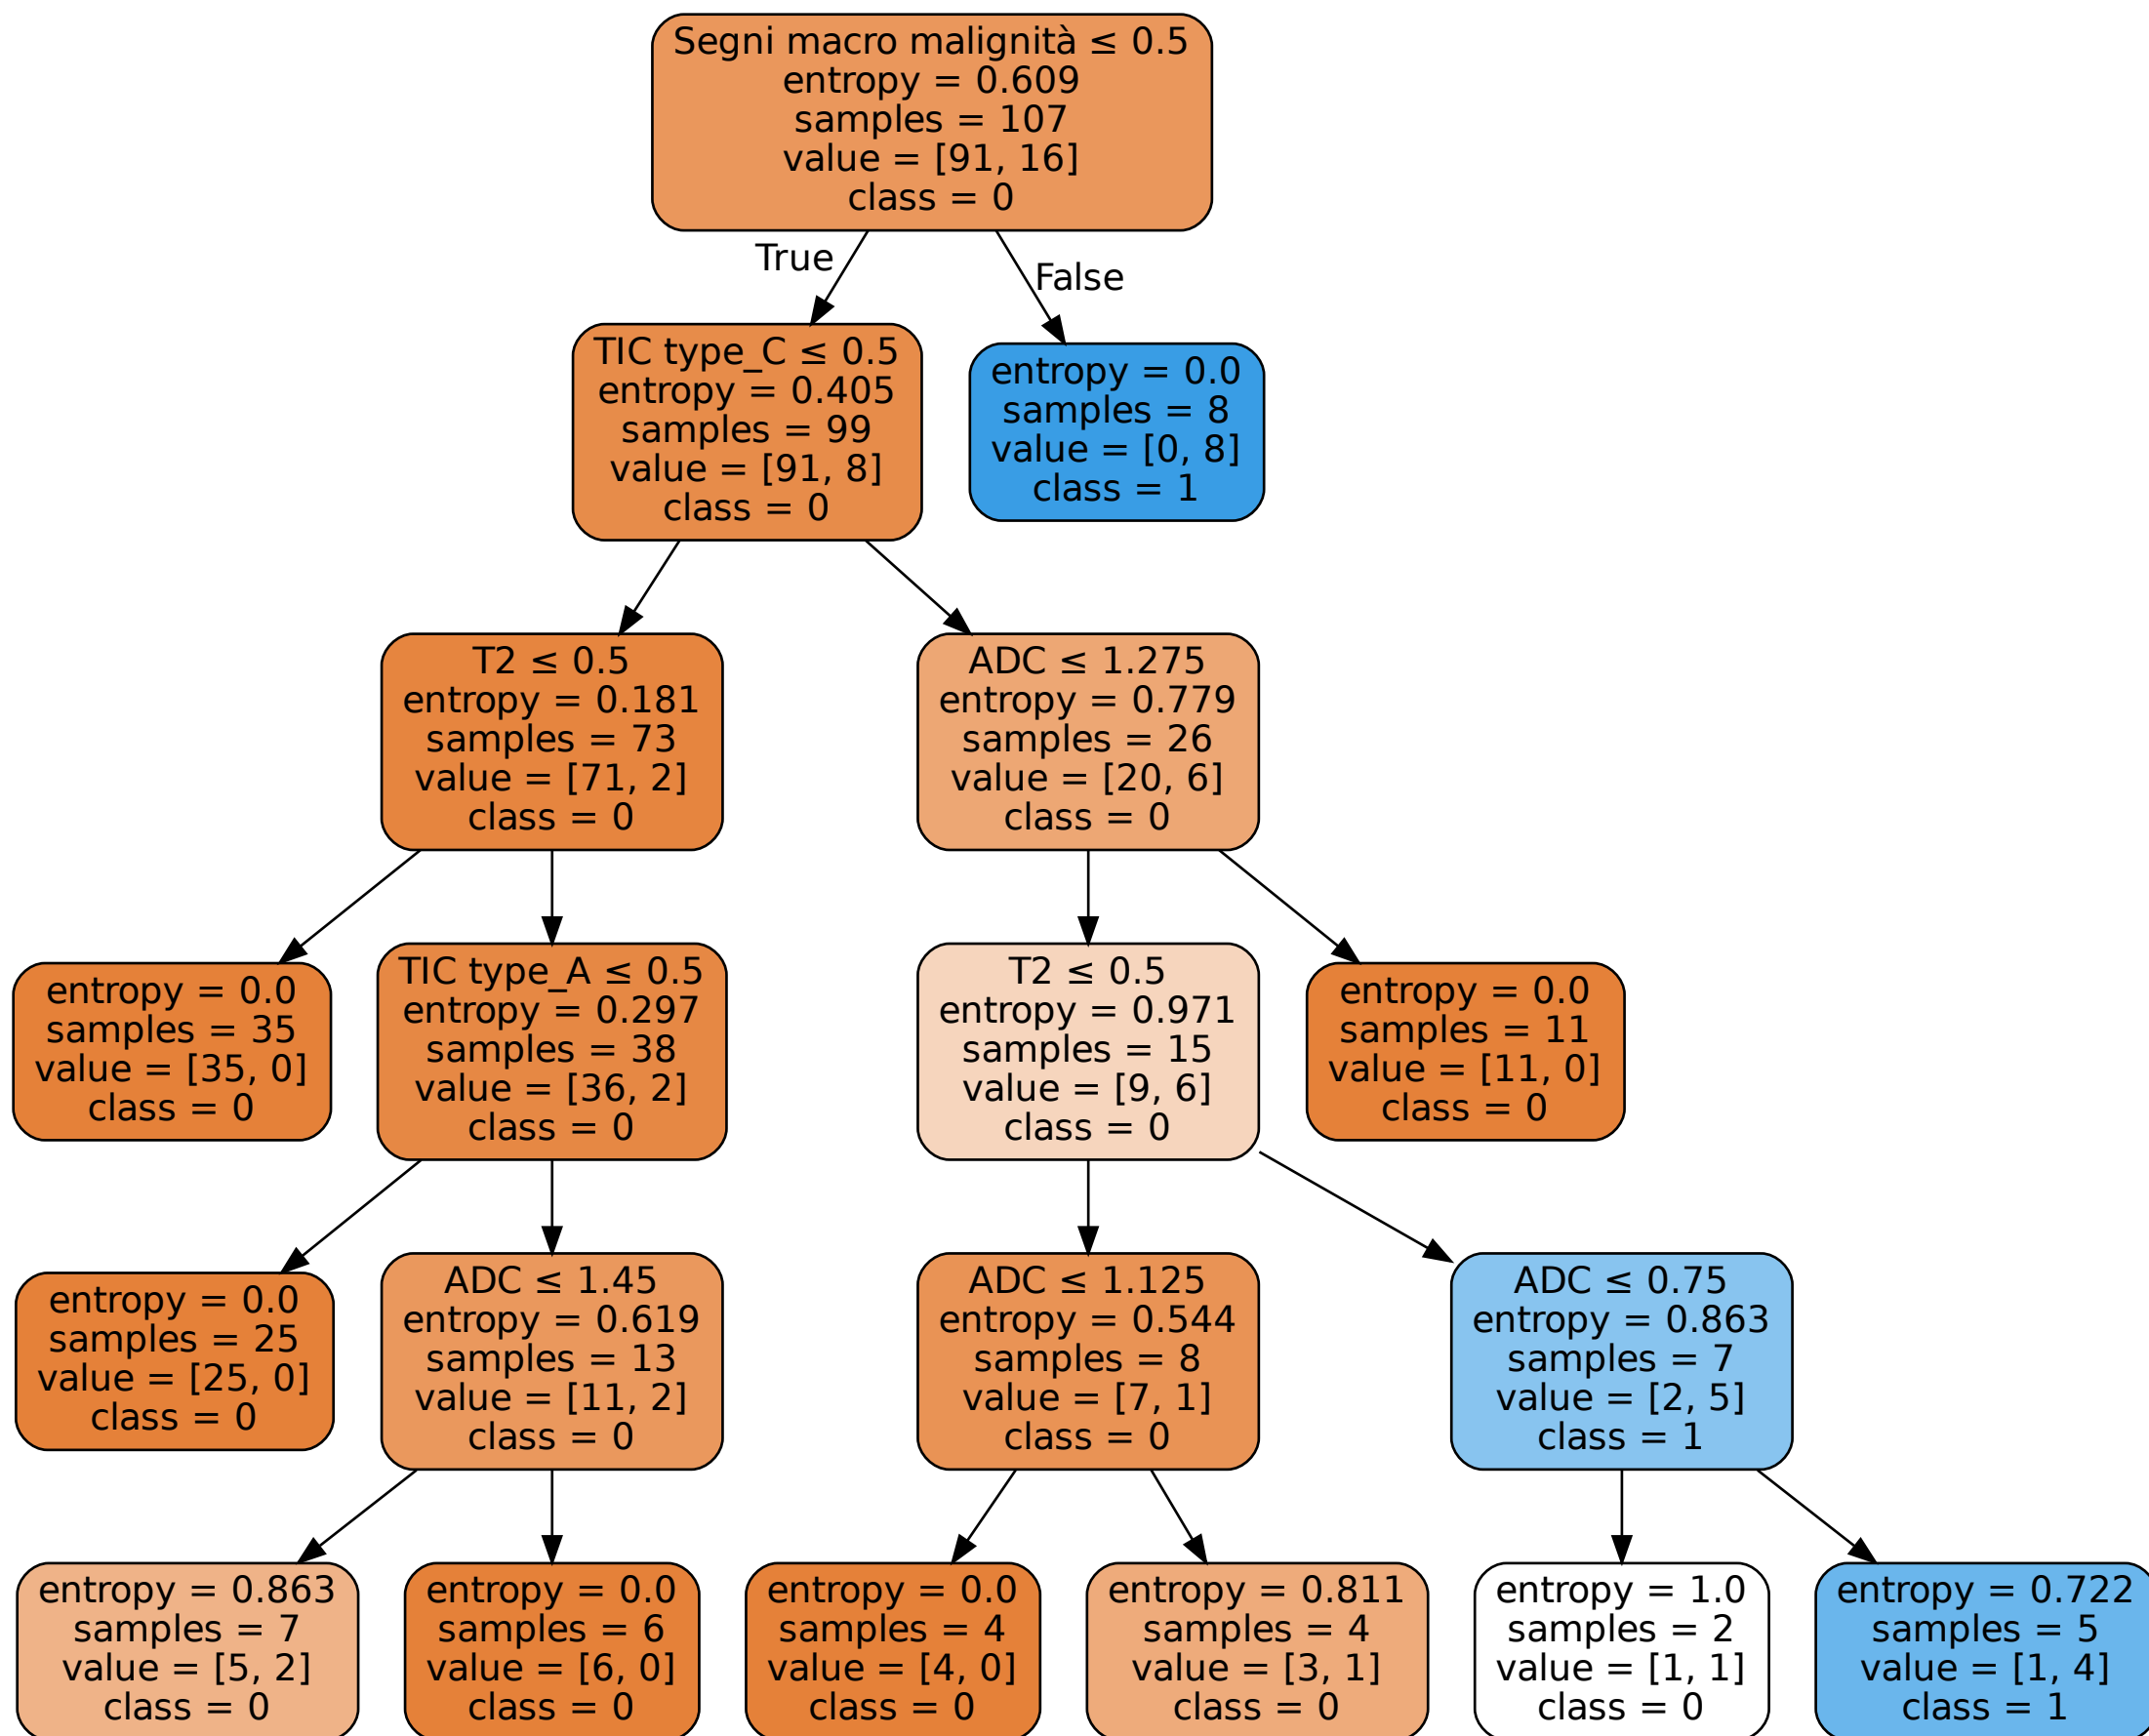 Segni macro malignità ≤ 0.5
entropy = 0.609
samples = 107
value = [91, 16]
class = 0
True
False
TIC type_C ≤ 0.5
entropy = 0.405
samples = 99
value = [91, 8]
class = 0
entropy = 0.0
samples = 8
value = [0, 8]
class = 1
T2 ≤ 0.5
entropy = 0.181
samples = 73
value = [71, 2]
class = 0
ADC ≤ 1.275
entropy = 0.779
samples = 26
value = [20, 6]
class = 0
entropy = 0.0
samples = 35
value = [35, 0]
class = 0
TIC type_A ≤ 0.5
entropy = 0.297
samples = 38
value = [36, 2]
class = 0
T2 ≤ 0.5
entropy = 0.971
samples = 15
value = [9, 6]
class = 0
entropy = 0.0
samples = 11
value = [11, 0]
class = 0
entropy = 0.0
samples = 25
value = [25, 0]
class = 0
ADC ≤ 1.45
entropy = 0.619
samples = 13
value = [11, 2]
class = 0
ADC ≤ 1.125
entropy = 0.544
samples = 8
value = [7, 1]
class = 0
ADC ≤ 0.75
entropy = 0.863
samples = 7
value = [2, 5]
class = 1
entropy = 0.863
samples = 7
value = [5, 2]
class = 0
entropy = 0.0
samples = 6
value = [6, 0]
class = 0
entropy = 0.0
samples = 4
value = [4, 0]
class = 0
entropy = 0.811
samples = 4
value = [3, 1]
class = 0
entropy = 1.0
samples = 2
value = [1, 1]
class = 0
entropy = 0.722
samples = 5
value = [1, 4]
class = 1